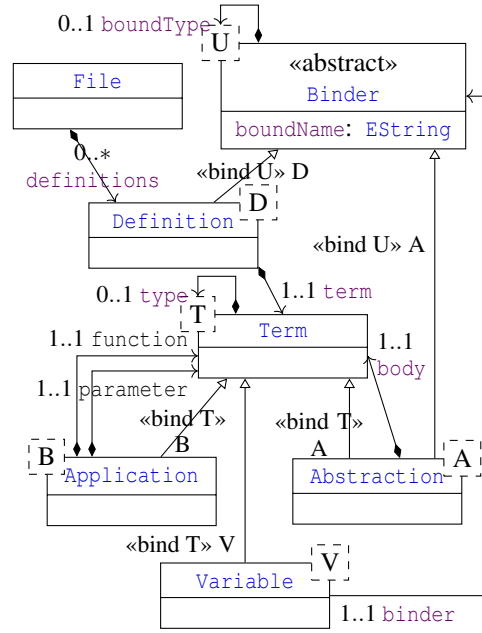 0..1 boundType
U
«abstract»
Binder
boundName: EString
File
0..*
definitions
«bind U» D
D
Definition
«bind U» A
0..1 type
1..1 term
T
Term
1..1 function
1..1
body
1..1 parameter
«bind T»
B
«bind T»
A
B
Application
A
Abstraction
«bind T» V
V
Variable
1..1 binder